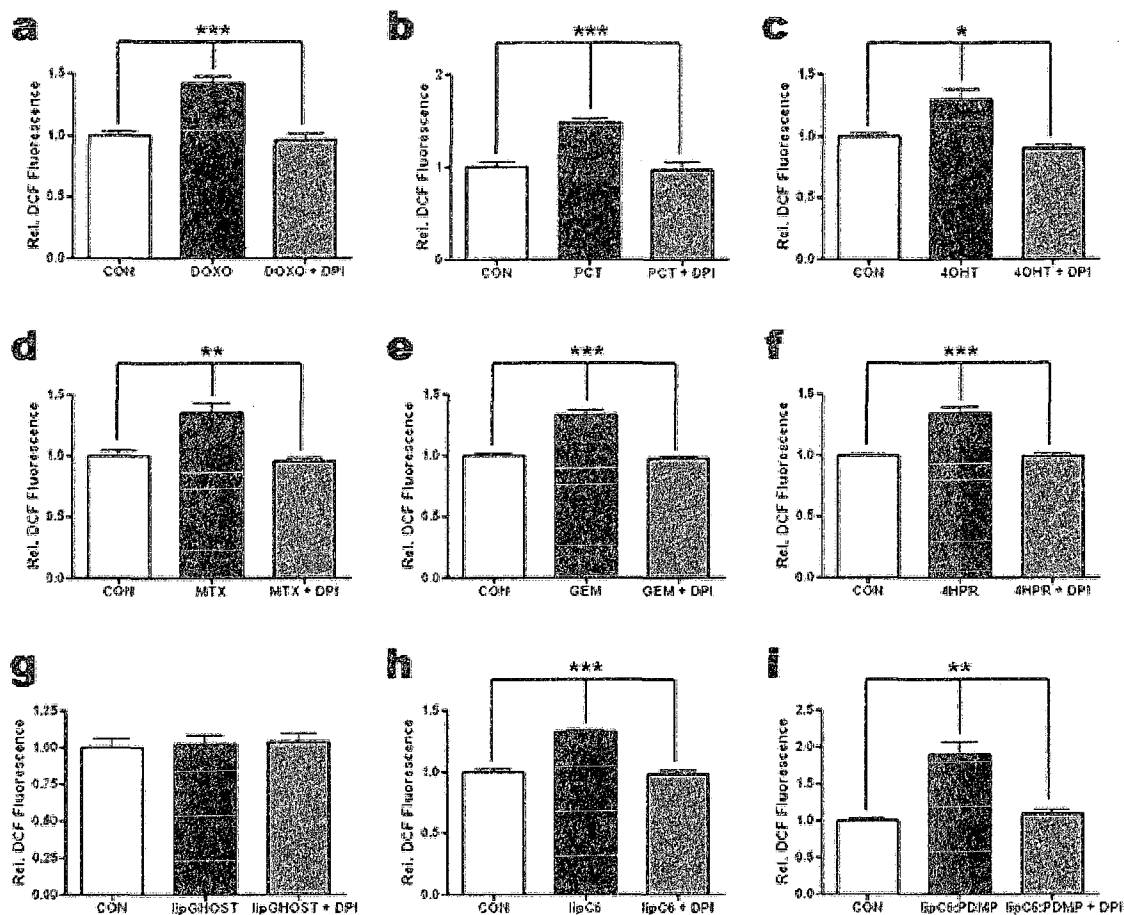 a
***
Rel. DCF Fluorescence
1.5
1.0
0.5
0.0
CON DOXO DOXO + DPI
b
***
Rel. DCF Fluorescence
2
1
0
CON PCT PCT + DPI
c
*
Rel. DCF Fluorescence
1.5
1.0
0.5
0.0
CON 4OHT 4OHT + DPI
d
**
Rel. DCF Fluorescence
1.5
1.0
0.5
0.0
CON MTX MTX + DPI
e
***
Rel. DCF Fluorescence
1.5
1.0
0.5
0.0
CON GEM GEM + DPI
f
***
Rel. DCF Fluorescence
1.5
1.0
0.5
0.0
CON 4HPR 4HPR + DPI
g
Rel. DCF Fluorescence
1.25
1.00
0.75
0.50
0.25
0.00
CON lipGHOST lipGHOST + DPI
h
***
Rel. DCF Fluorescence
1.5
1.0
0.5
0.0
CON lipC6 lipC6 + DPI
i
**
Rel. DCF Fluorescence
2.5
2.0
1.5
1.0
0.5
0.0
CON lipC6:PDMP lipC6:PDMP + DPI